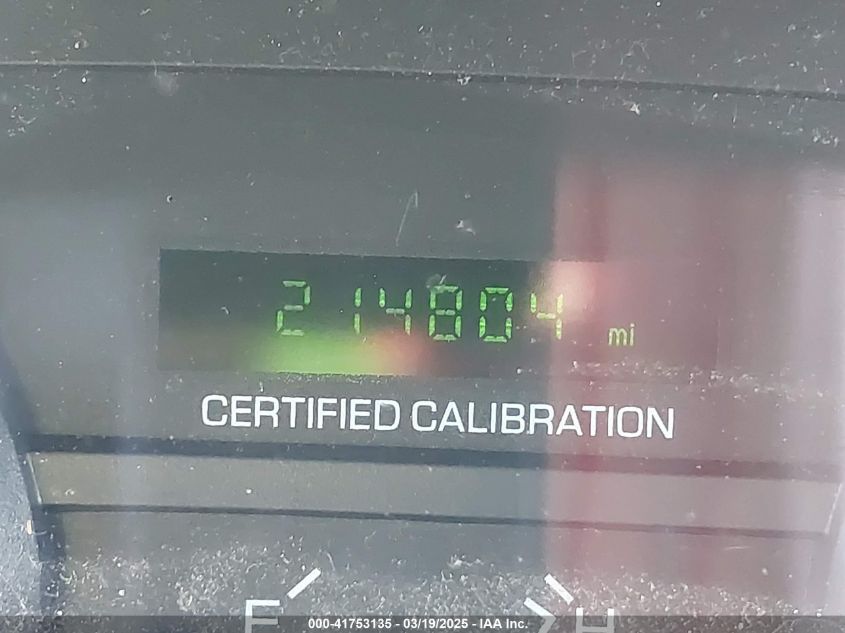 214804 mi
CERTIFIED CALIBRATION
F H
000-41753135 - 03/19/2025 - IAA Inc.